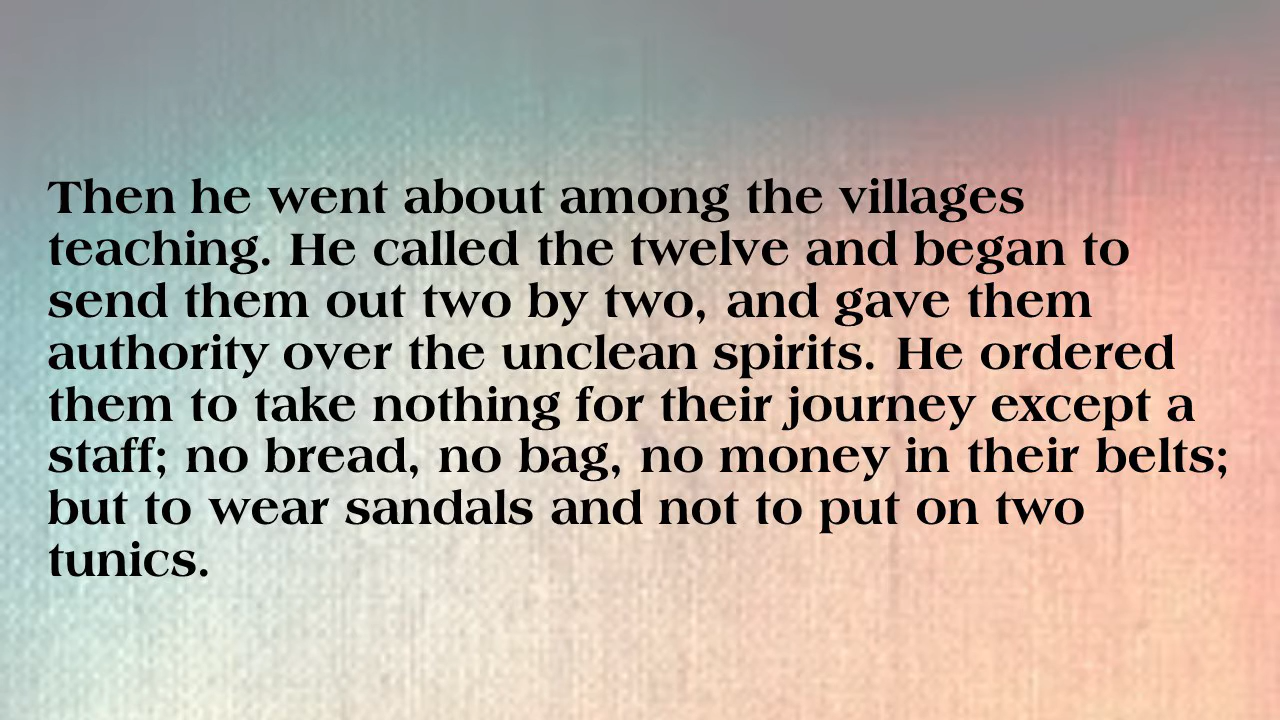 Then he went about among the villages
teaching. He called the twelve and began to
send them out two by two, and gave them
authority over the unclean spirits. He ordered
them to take nothing for their journey except a
staff; no bread, no bag, no money in their belts;
but to wear sandals and not to put on two
tunics.